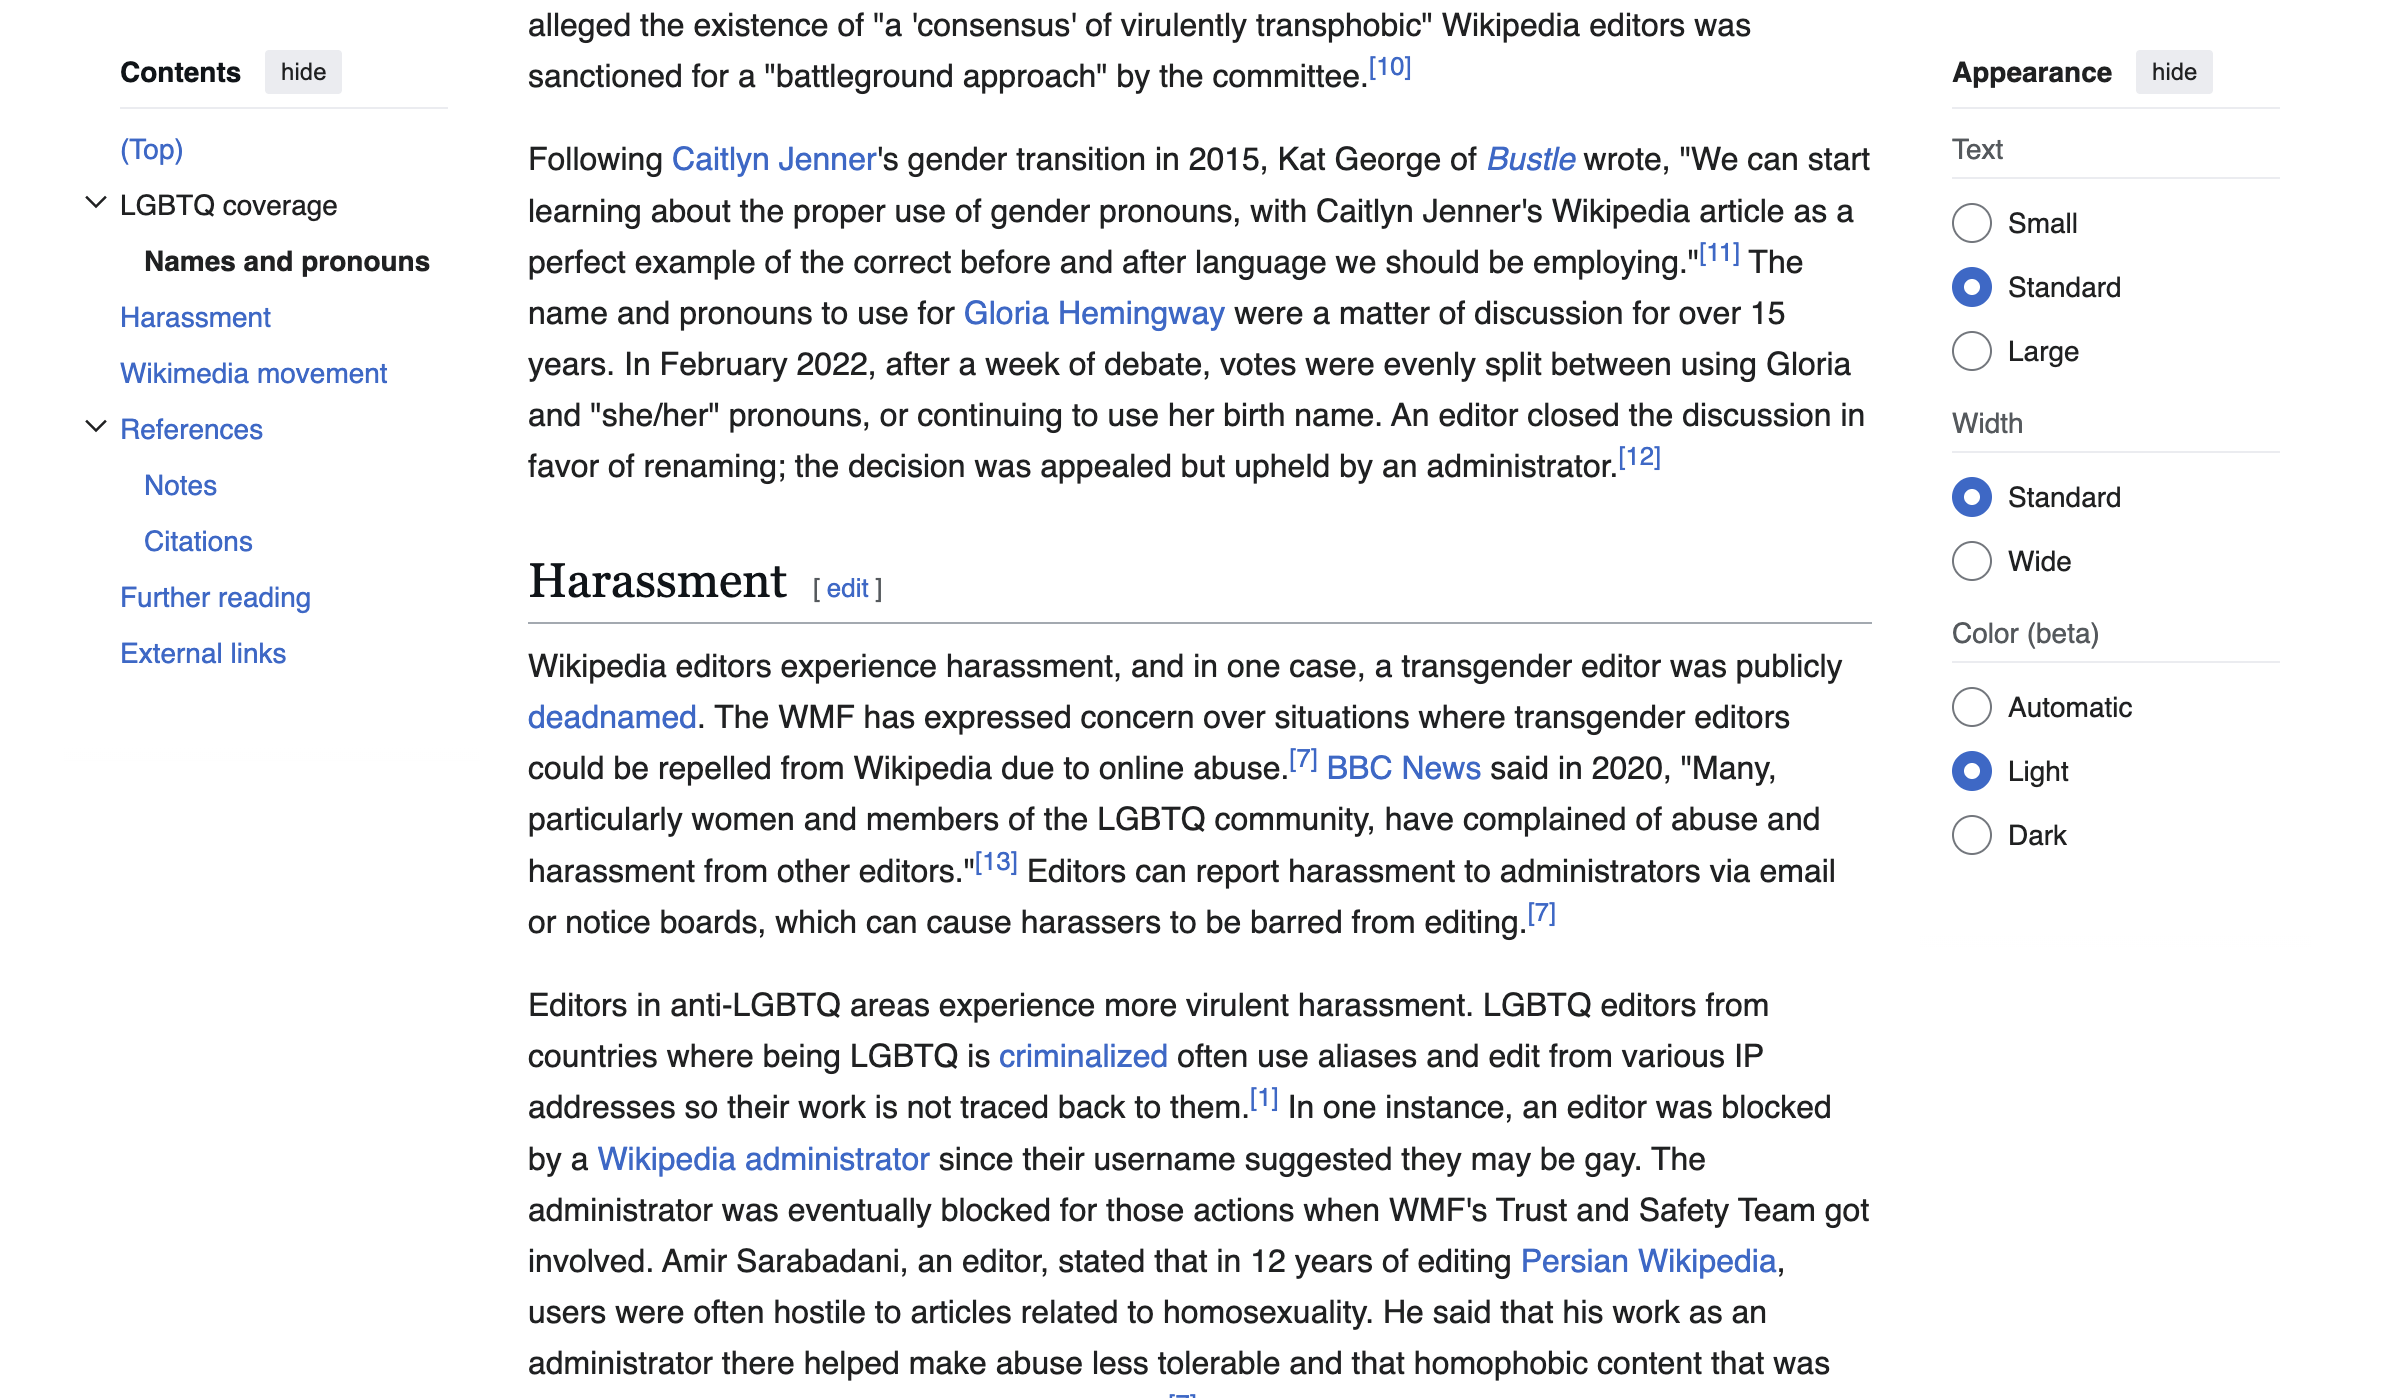 Contents hide
(Top)
LGBTQ coverage
Names and pronouns
Harassment
Wikimedia movement
References
Notes
Citations
Further reading
External links
alleged the existence of "a 'consensus' of virulently transphobic" Wikipedia editors was
sanctioned for a "battleground approach" by the committee.[10]
Following Caitlyn Jenner's gender transition in 2015, Kat George of Bustle wrote, "We can start
learning about the proper use of gender pronouns, with Caitlyn Jenner's Wikipedia article as a
perfect example of the correct before and after language we should be employing."[11] The
name and pronouns to use for Gloria Hemingway were a matter of discussion for over 15
years. In February 2022, after a week of debate, votes were evenly split between using Gloria
and "she/her" pronouns, or continuing to use her birth name. An editor closed the discussion in
favor of renaming; the decision was appealed but upheld by an administrator.[12]
Harassment [ edit ]
Wikipedia editors experience harassment, and in one case, a transgender editor was publicly
deadnamed. The WMF has expressed concern over situations where transgender editors
could be repelled from Wikipedia due to online abuse.[7] BBC News said in 2020, "Many,
particularly women and members of the LGBTQ community, have complained of abuse and
harassment from other editors."[13] Editors can report harassment to administrators via email
or notice boards, which can cause harassers to be barred from editing.[7]
Editors in anti-LGBTQ areas experience more virulent harassment. LGBTQ editors from
countries where being LGBTQ is criminalized often use aliases and edit from various IP
addresses so their work is not traced back to them.[1] In one instance, an editor was blocked
by a Wikipedia administrator since their username suggested they may be gay. The
administrator was eventually blocked for those actions when WMF's Trust and Safety Team got
involved. Amir Sarabadani, an editor, stated that in 12 years of editing Persian Wikipedia,
users were often hostile to articles related to homosexuality. He said that his work as an
administrator there helped make abuse less tolerable and that homophobic content that was
Appearance hide
Text
Small
Standard
Large
Width
Standard
Wide
Color (beta)
Automatic
Light
Dark